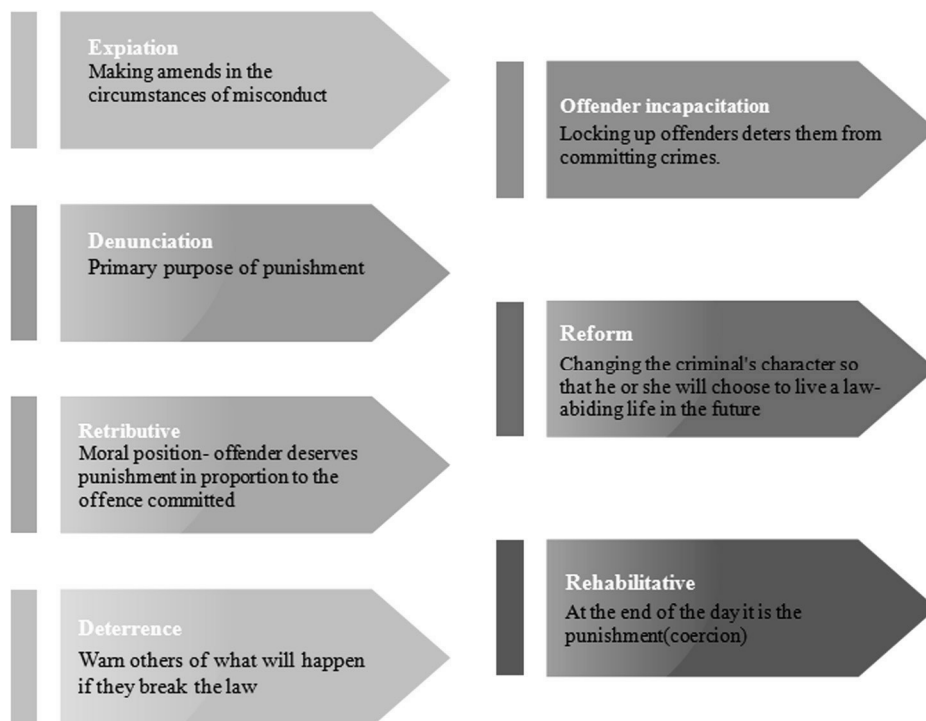 Expiation
Making amends in the
circumstances of misconduct
Denunciation
Primary purpose of punishment
Retributive
Moral position- offender deserves
punishment in proportion to the
offence committed
Deterrence
Warn others of what will happen
if they break the law
Offender incapacitation
Locking up offenders deters them from
committing crimes.
Reform
Changing the criminal's character so
that he or she will choose to live a law-
abiding life in the future
Rehabilitative
At the end of the day it is the
punishment(coercion)